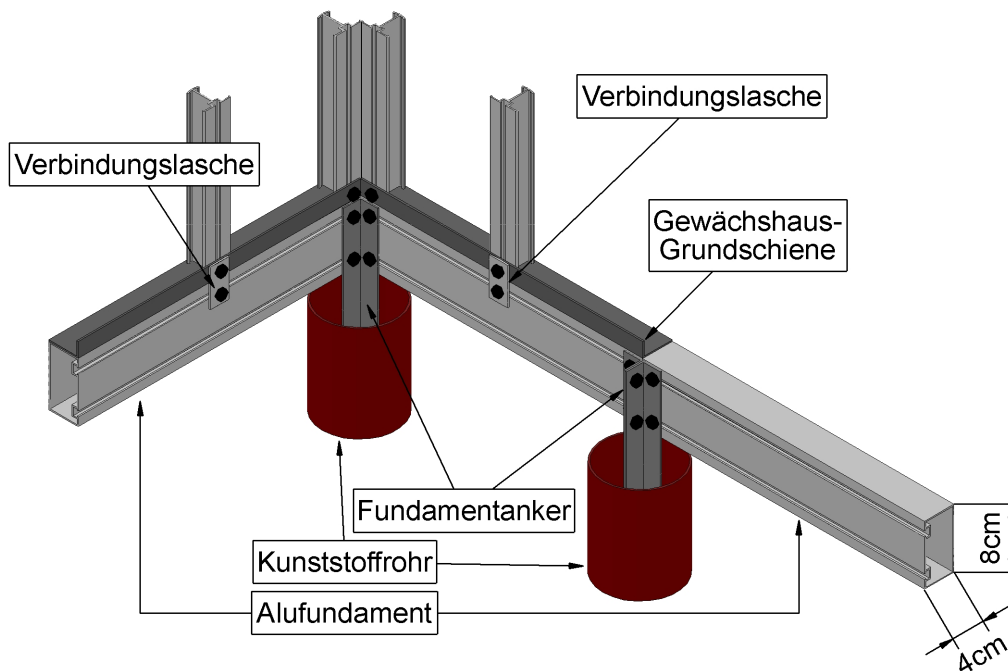 Verbindungslasche
Verbindungslasche
Gewächshaus-
Grundschiene
Fundamentanker
Kunststoffrohr
Alufundament
8cm
4cm